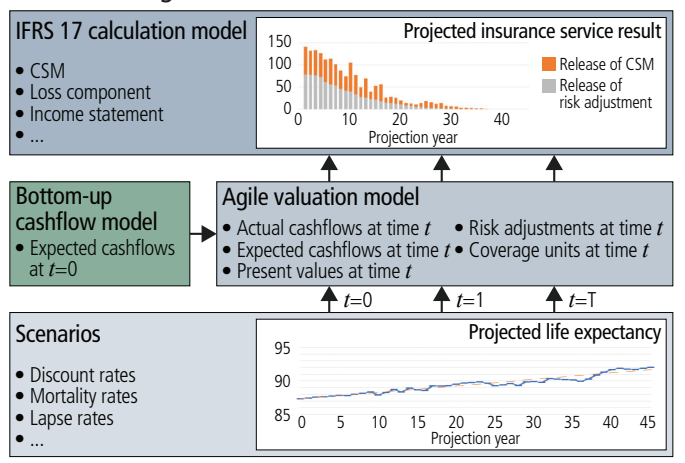 IFRS 17 calculation model
• CSM
• Loss component
• Income statement
• ...
Projected insurance service result
150
100
50
0
0
10
20
30
40
Projection year
Release of CSM
Release of
risk adjustment
Bottom-up
cashflow model
• Expected cashflows
at t=0
Agile valuation model
• Actual cashflows at time t
• Expected cashflows at time t
• Present values at time t
• Risk adjustments at time t
• Coverage units at time t
t=0
t=1
t=T
Scenarios
• Discount rates
• Mortality rates
• Lapse rates
• ...
Projected life expectancy
95
90
85
0 5 10 15 20 25 30 35 40 45
Projection year